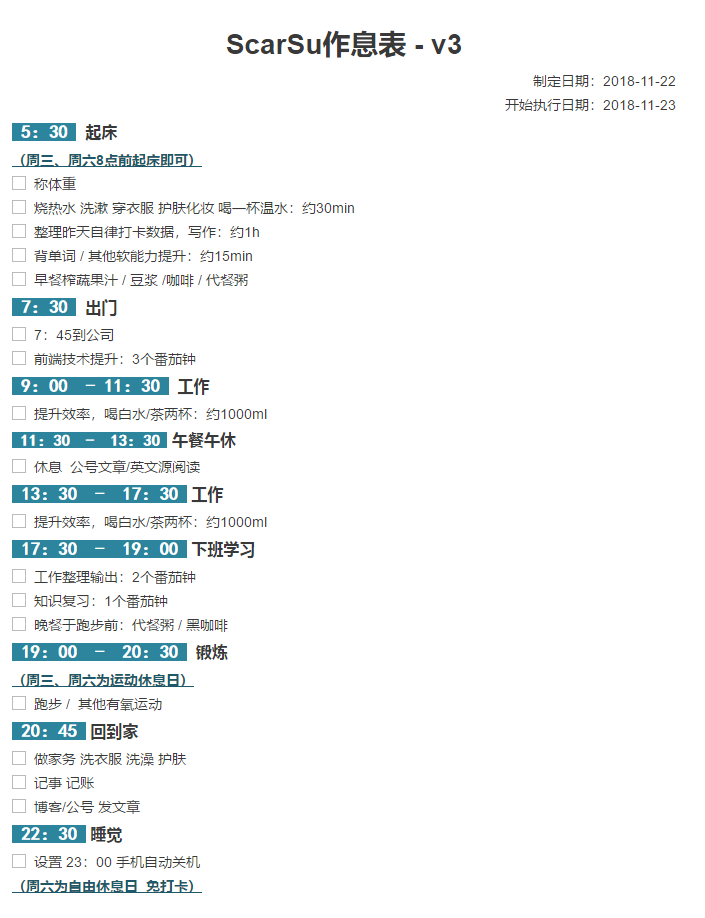 ScarSu作息表 - v3
制定日期：2018-11-22
开始执行日期：2018-11-23
5：30 起床
（周三、周六8点前起床即可）
称体重
烧热水 洗漱 穿衣服 护肤化妆 喝一杯温水：约30min
整理昨天自律打卡数据，写作：约1h
背单词 / 其他软能力提升：约15min
早餐榨蔬果汁 / 豆浆 /咖啡 / 代餐粥
7：30 出门
7：45到公司
前端技术提升：3个番茄钟
9：00 － 11：30 工作
提升效率，喝白水/茶两杯：约1000ml
11：30 － 13：30 午餐午休
休息 公号文章/英文源阅读
13：30 － 17：30 工作
提升效率，喝白水/茶两杯：约1000ml
17：30 － 19：00 下班学习
工作整理输出：2个番茄钟
知识复习：1个番茄钟
晚餐于跑步前：代餐粥 / 黑咖啡
19：00 － 20：30 锻炼
（周三、周六为运动休息日）
跑步 / 其他有氧运动
20：45 回到家
做家务 洗衣服 洗澡 护肤
记事 记账
博客/公号 发文章
22：30 睡觉
设置 23：00 手机自动关机
（周六为自由休息日 免打卡）